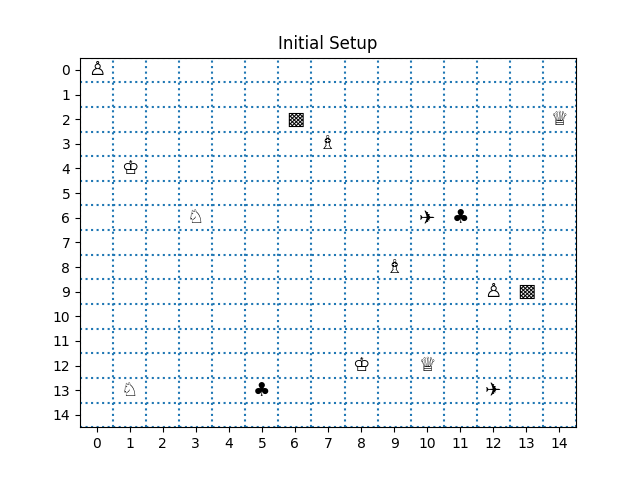 Initial Setup
0 ♙
1
2 ▩ ♕
3 ♗
4 ♔
5
6 ♘ ✈ ♣
7
8 ♗
9 ♙ ▩
10
11
12 ♔ ♕
13 ♘ ♣ ✈
14
0 1 2 3 4 5 6 7 8 9 10 11 12 13 14